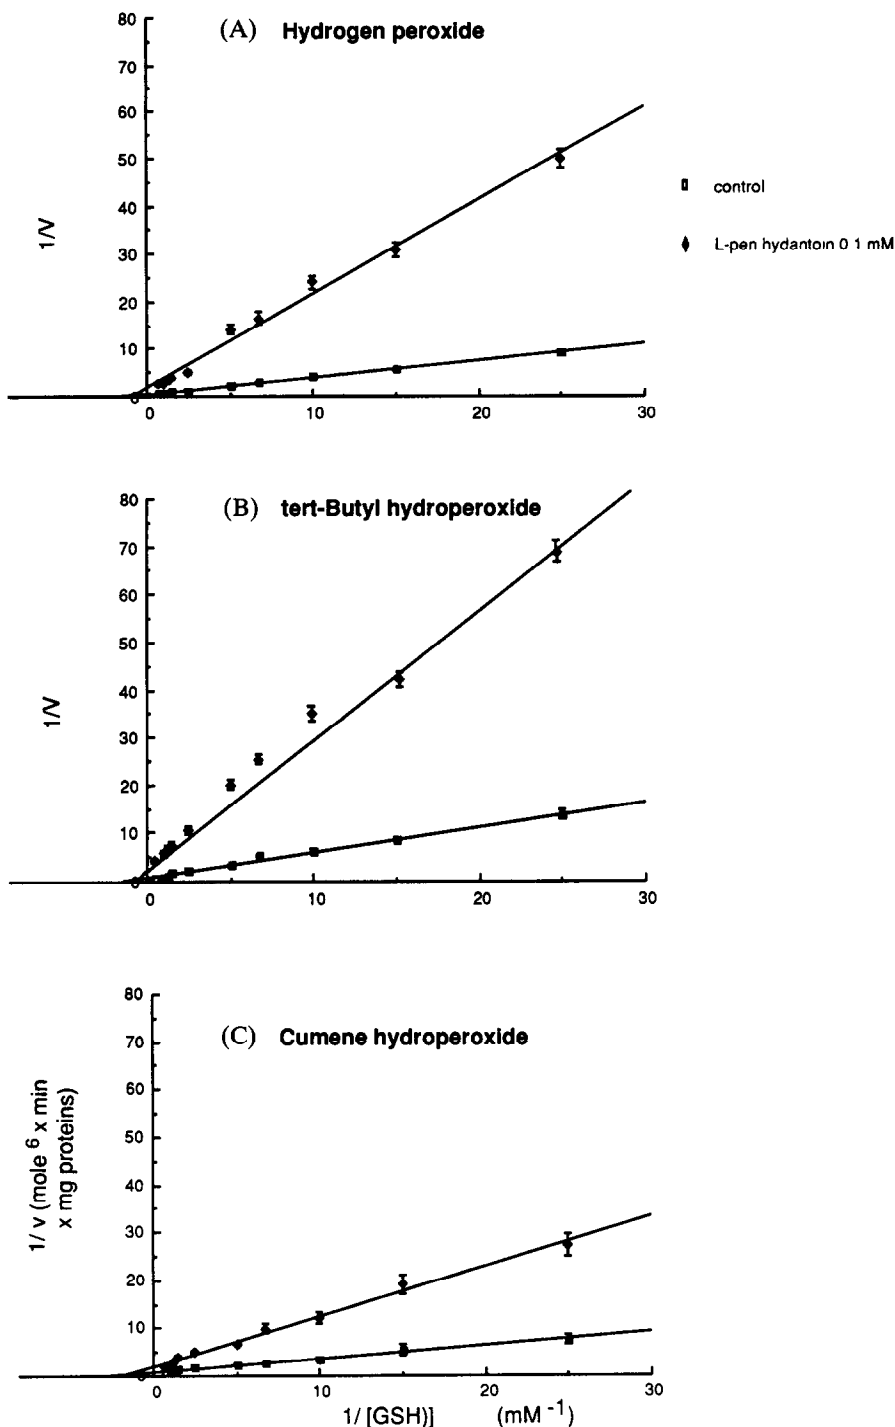 (A) Hydrogen peroxide
80
70
60
50
40
30
20
10
0
1/V
0 10 20 30
control
L-pen hydantoin 0 1 mM
(B) tert-Butyl hydroperoxide
80
70
60
50
40
30
20
10
0
1/V
0 10 20 30
(C) Cumene hydroperoxide
80
70
60
50
40
30
20
10
0
1/ v (mole 6 x min
x mg proteins)
0 10 20 30
1/ [GSH)] (mM -1)